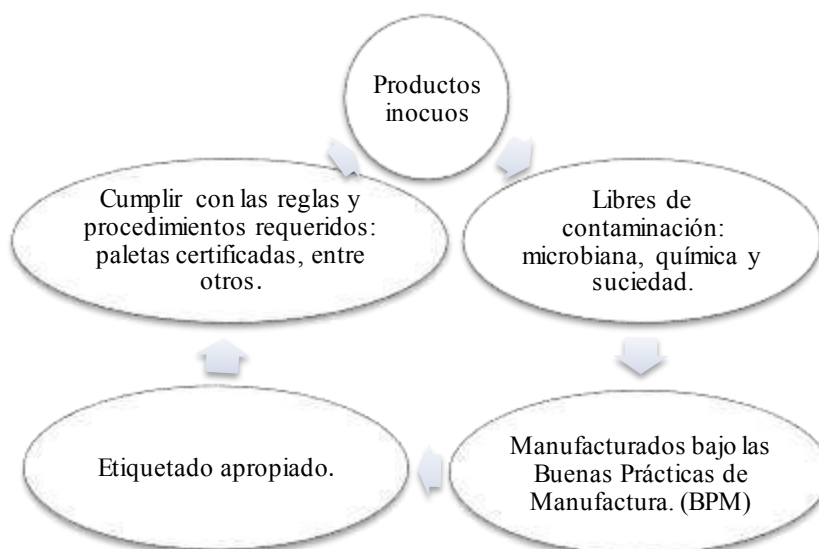 Productos
inocuos
Libres de
contaminación:
microbiana, química y
suciedad.
Manufacturados bajo las
Buenas Prácticas de
Manufactura. (BPM)
Etiquetado apropiado.
Cumplir con las reglas y
procedimientos requeridos:
paletas certificadas, entre
otros.